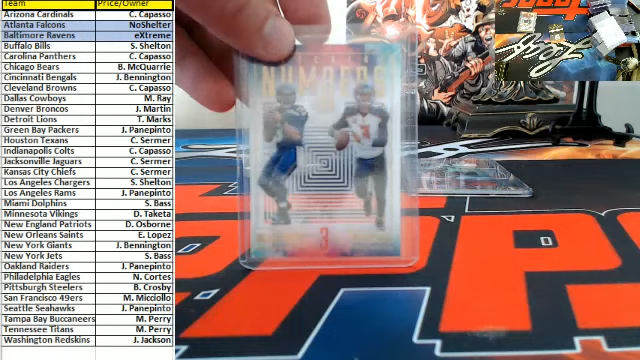 Team Price/Owner
Arizona Cardinals C. Capasso
Atlanta Falcons NoShelter
Baltimore Ravens eXtreme
Buffalo Bills S. Shelton
Carolina Panthers C. Capasso
Chicago Bears B. McQuarrie
Cincinnati Bengals J. Bennington
Cleveland Browns C. Capasso
Dallas Cowboys M. Ray
Denver Broncos J. Martin
Detroit Lions T. Marks
Green Bay Packers J. Panepinto
Houston Texans C. Sermer
Indianapolis Colts C. Capasso
Jacksonville Jaguars C. Sermer
Kansas City Chiefs C. Sermer
Los Angeles Chargers S. Shelton
Los Angeles Rams J. Panepinto
Miami Dolphins S. Bass
Minnesota Vikings D. Taketa
New England Patriots D. Osborne
New Orleans Saints E. Lopez
New York Giants J. Bennington
New York Jets S. Bass
Oakland Raiders J. Panepinto
Philadelphia Eagles N. Cortes
Pittsburgh Steelers B. Crosby
San Francisco 49ers M. Micciollo
Seattle Seahawks J. Panepinto
Tampa Bay Buccaneers M. Perry
Tennessee Titans M. Perry
Washington Redskins J. Jackson
NUMBERS
3